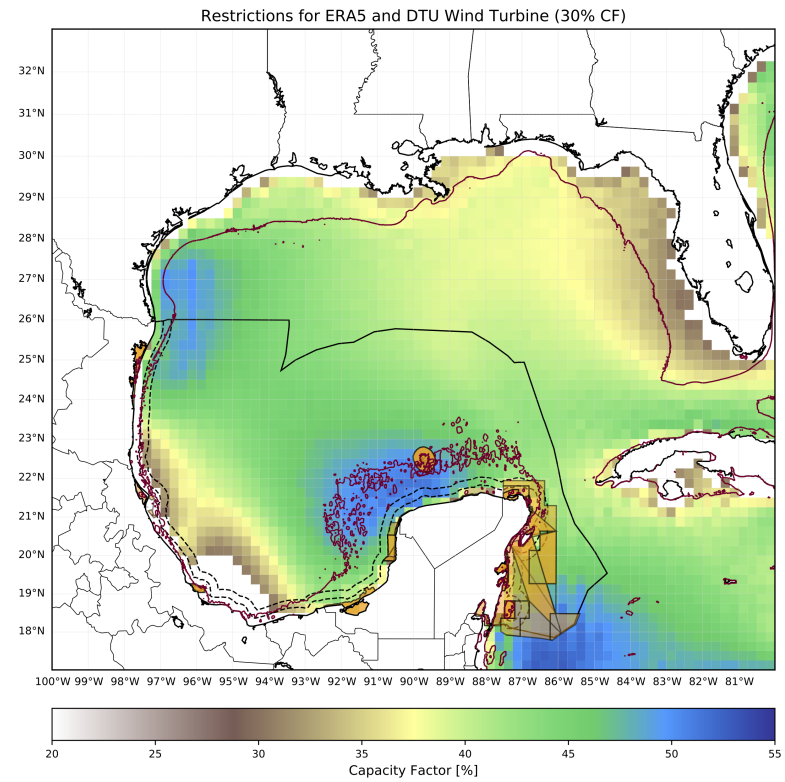 Restrictions for ERA5 and DTU Wind Turbine (30% CF)
32°N
31°N
30°N
29°N
28°N
27°N
26°N
25°N
24°N
23°N
22°N
21°N
20°N
19°N
18°N
100°W 99°W 98°W 97°W 96°W 95°W 94°W 93°W 92°W 91°W 90°W 89°W 88°W 87°W 86°W 85°W 84°W 83°W 82°W 81°W
20 25 30 35 40 45 50 55
Capacity Factor [%]